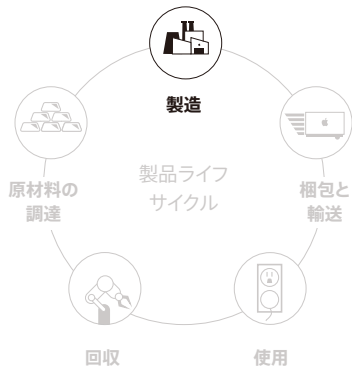 製造
梱包と
輸送
使用
回収
原材料の
調達
製品ライフ
サイクル